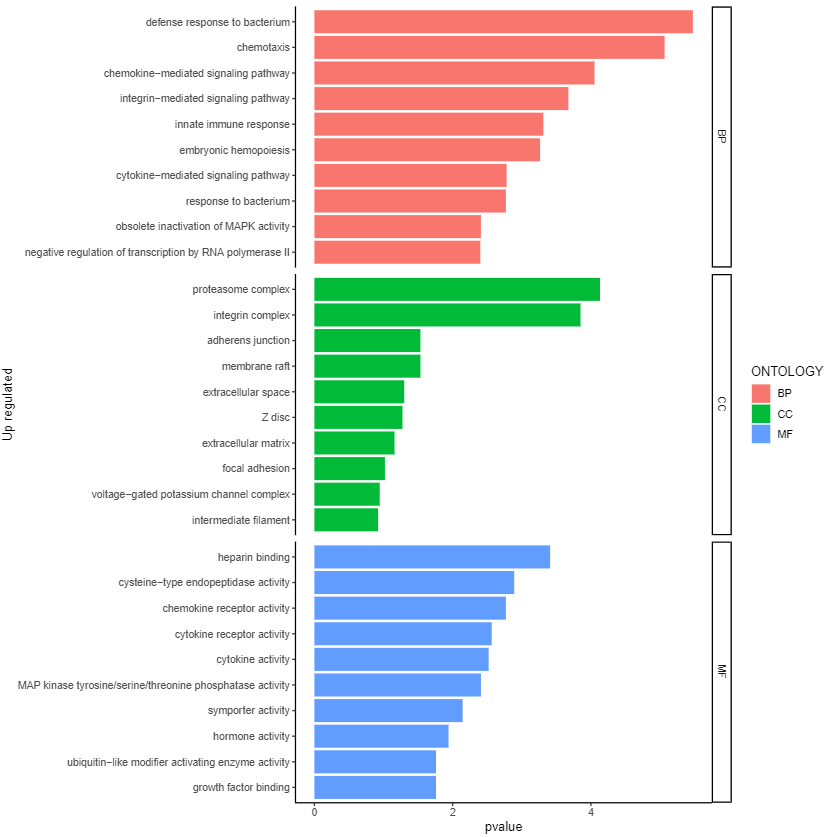 defense response to bacterium
chemotaxis
chemokine−mediated signaling pathway
integrin−mediated signaling pathway
innate immune response
embryonic hemopoiesis
cytokine−mediated signaling pathway
response to bacterium
obsolete inactivation of MAPK activity
negative regulation of transcription by RNA polymerase II
BP
proteasome complex
integrin complex
adherens junction
membrane raft
extracellular space
Z disc
extracellular matrix
focal adhesion
voltage−gated potassium channel complex
intermediate filament
CC
heparin binding
cysteine−type endopeptidase activity
chemokine receptor activity
cytokine receptor activity
cytokine activity
MAP kinase tyrosine/serine/threonine phosphatase activity
symporter activity
hormone activity
ubiquitin−like modifier activating enzyme activity
growth factor binding
MF
Up regulated
0 2 4
pvalue
ONTOLOGY
BP
CC
MF